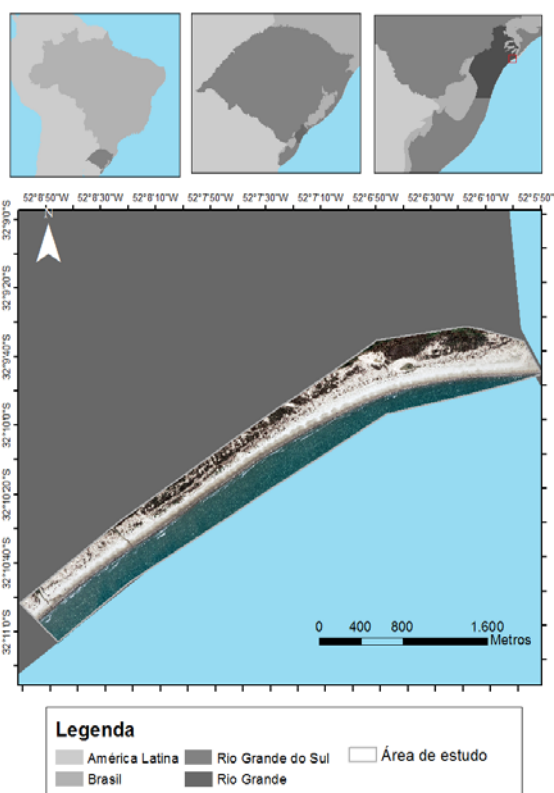 52°8'50"W 52°8'30"W 52°8'10"W 52°7'50"W 52°7'30"W 52°7'10"W 52°6'50"W 52°6'30"W 52°6'10"W 52°5'50"W
N
32°9'0"S
32°9'20"S
32°9'40"S
32°10'0"S
32°10'20"S
32°10'40"S
32°11'0"S
0 400 800 1.600
Metros
Legenda
América Latina Rio Grande do Sul Área de estudo
Brasil Rio Grande